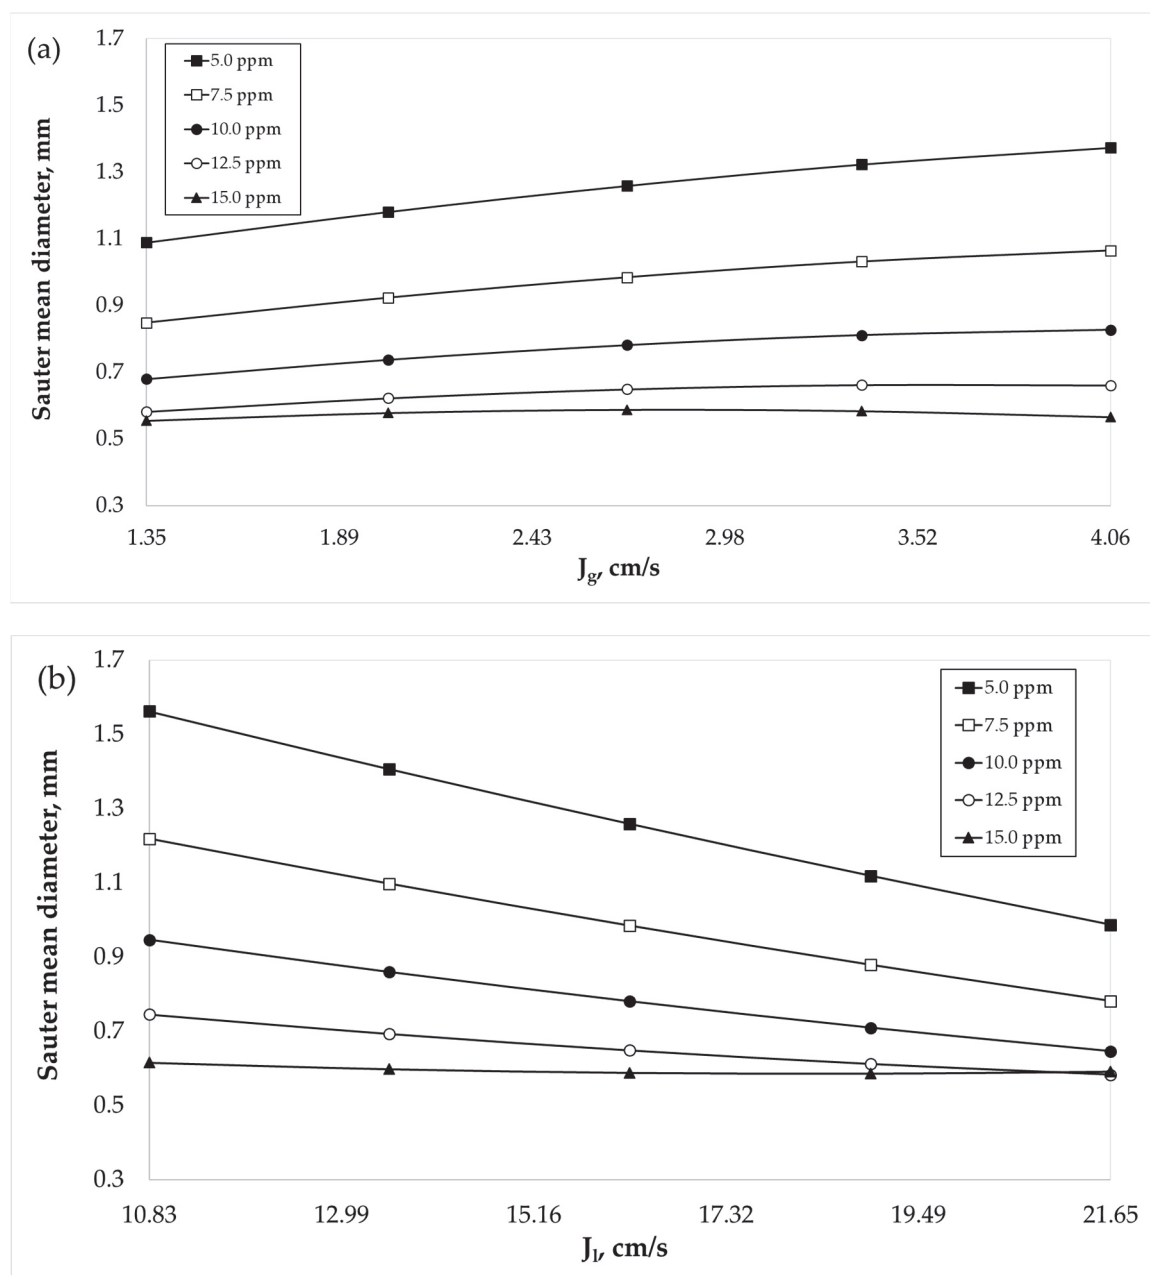 (a)
1.7
1.5
1.3
1.1
0.9
0.7
0.5
0.3
Sauter mean diameter, mm
5.0 ppm
7.5 ppm
10.0 ppm
12.5 ppm
15.0 ppm
1.35 1.89 2.43 2.98 3.52 4.06
Jg, cm/s
(b)
1.7
1.5
1.3
1.1
0.9
0.7
0.5
0.3
Sauter mean diameter, mm
5.0 ppm
7.5 ppm
10.0 ppm
12.5 ppm
15.0 ppm
10.83 12.99 15.16 17.32 19.49 21.65
Jl, cm/s